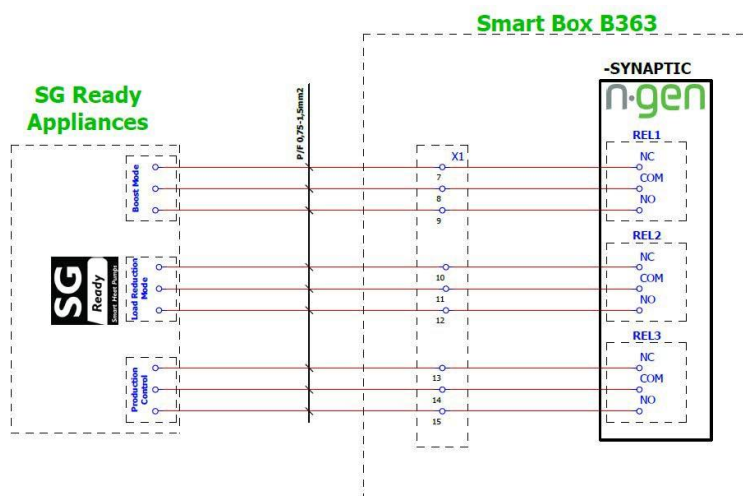 Smart Box B363
SG Ready
Appliances
-SYNAPTIC
n·gen
P/F 0,75-1,5mm2
X1
Boost Mode
7
8
9
REL1
NC
COM
NO
SG
Ready
Smart Heat Pumps
Load Reduction
Mode
10
11
12
REL2
NC
COM
NO
Production
Control
13
14
15
REL3
NC
COM
NO